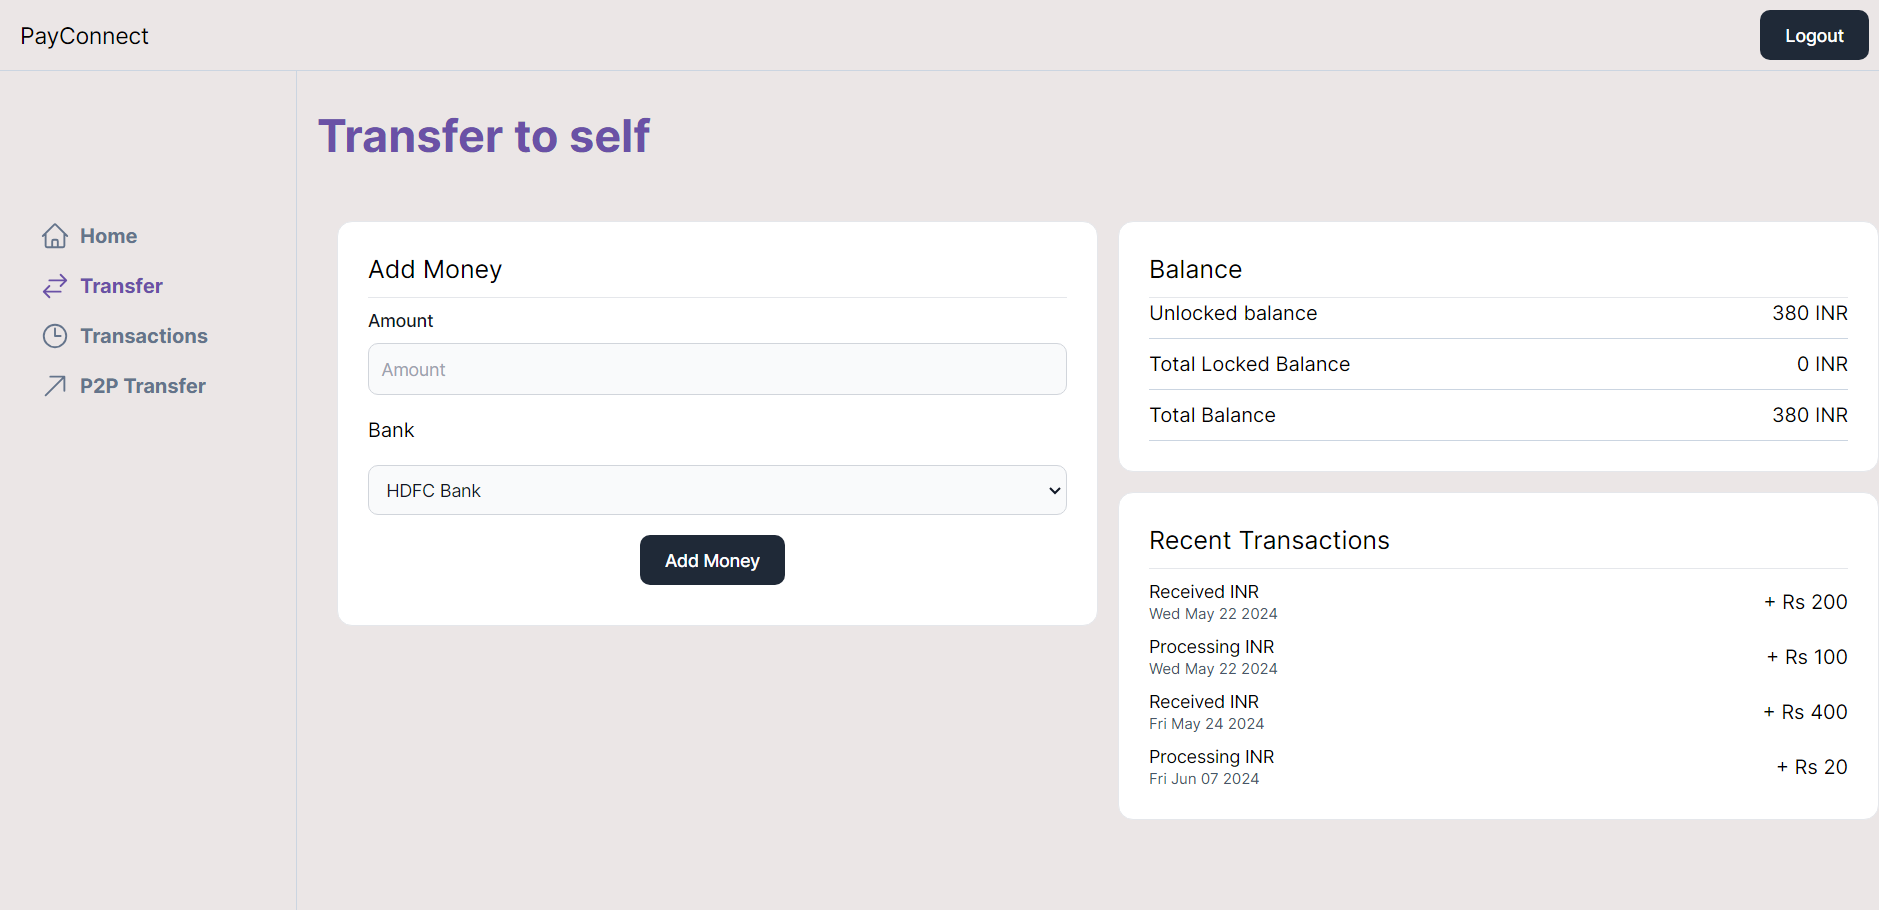 PayConnect
Logout
Transfer to self
Home
Transfer
Transactions
P2P Transfer
Add Money
Amount
Amount
Bank
HDFC Bank
Add Money
Balance
Unlocked balance 380 INR
Total Locked Balance 0 INR
Total Balance 380 INR
Recent Transactions
Received INR
Wed May 22 2024
+ Rs 200
Processing INR
Wed May 22 2024
+ Rs 100
Received INR
Fri May 24 2024
+ Rs 400
Processing INR
Fri Jun 07 2024
+ Rs 20